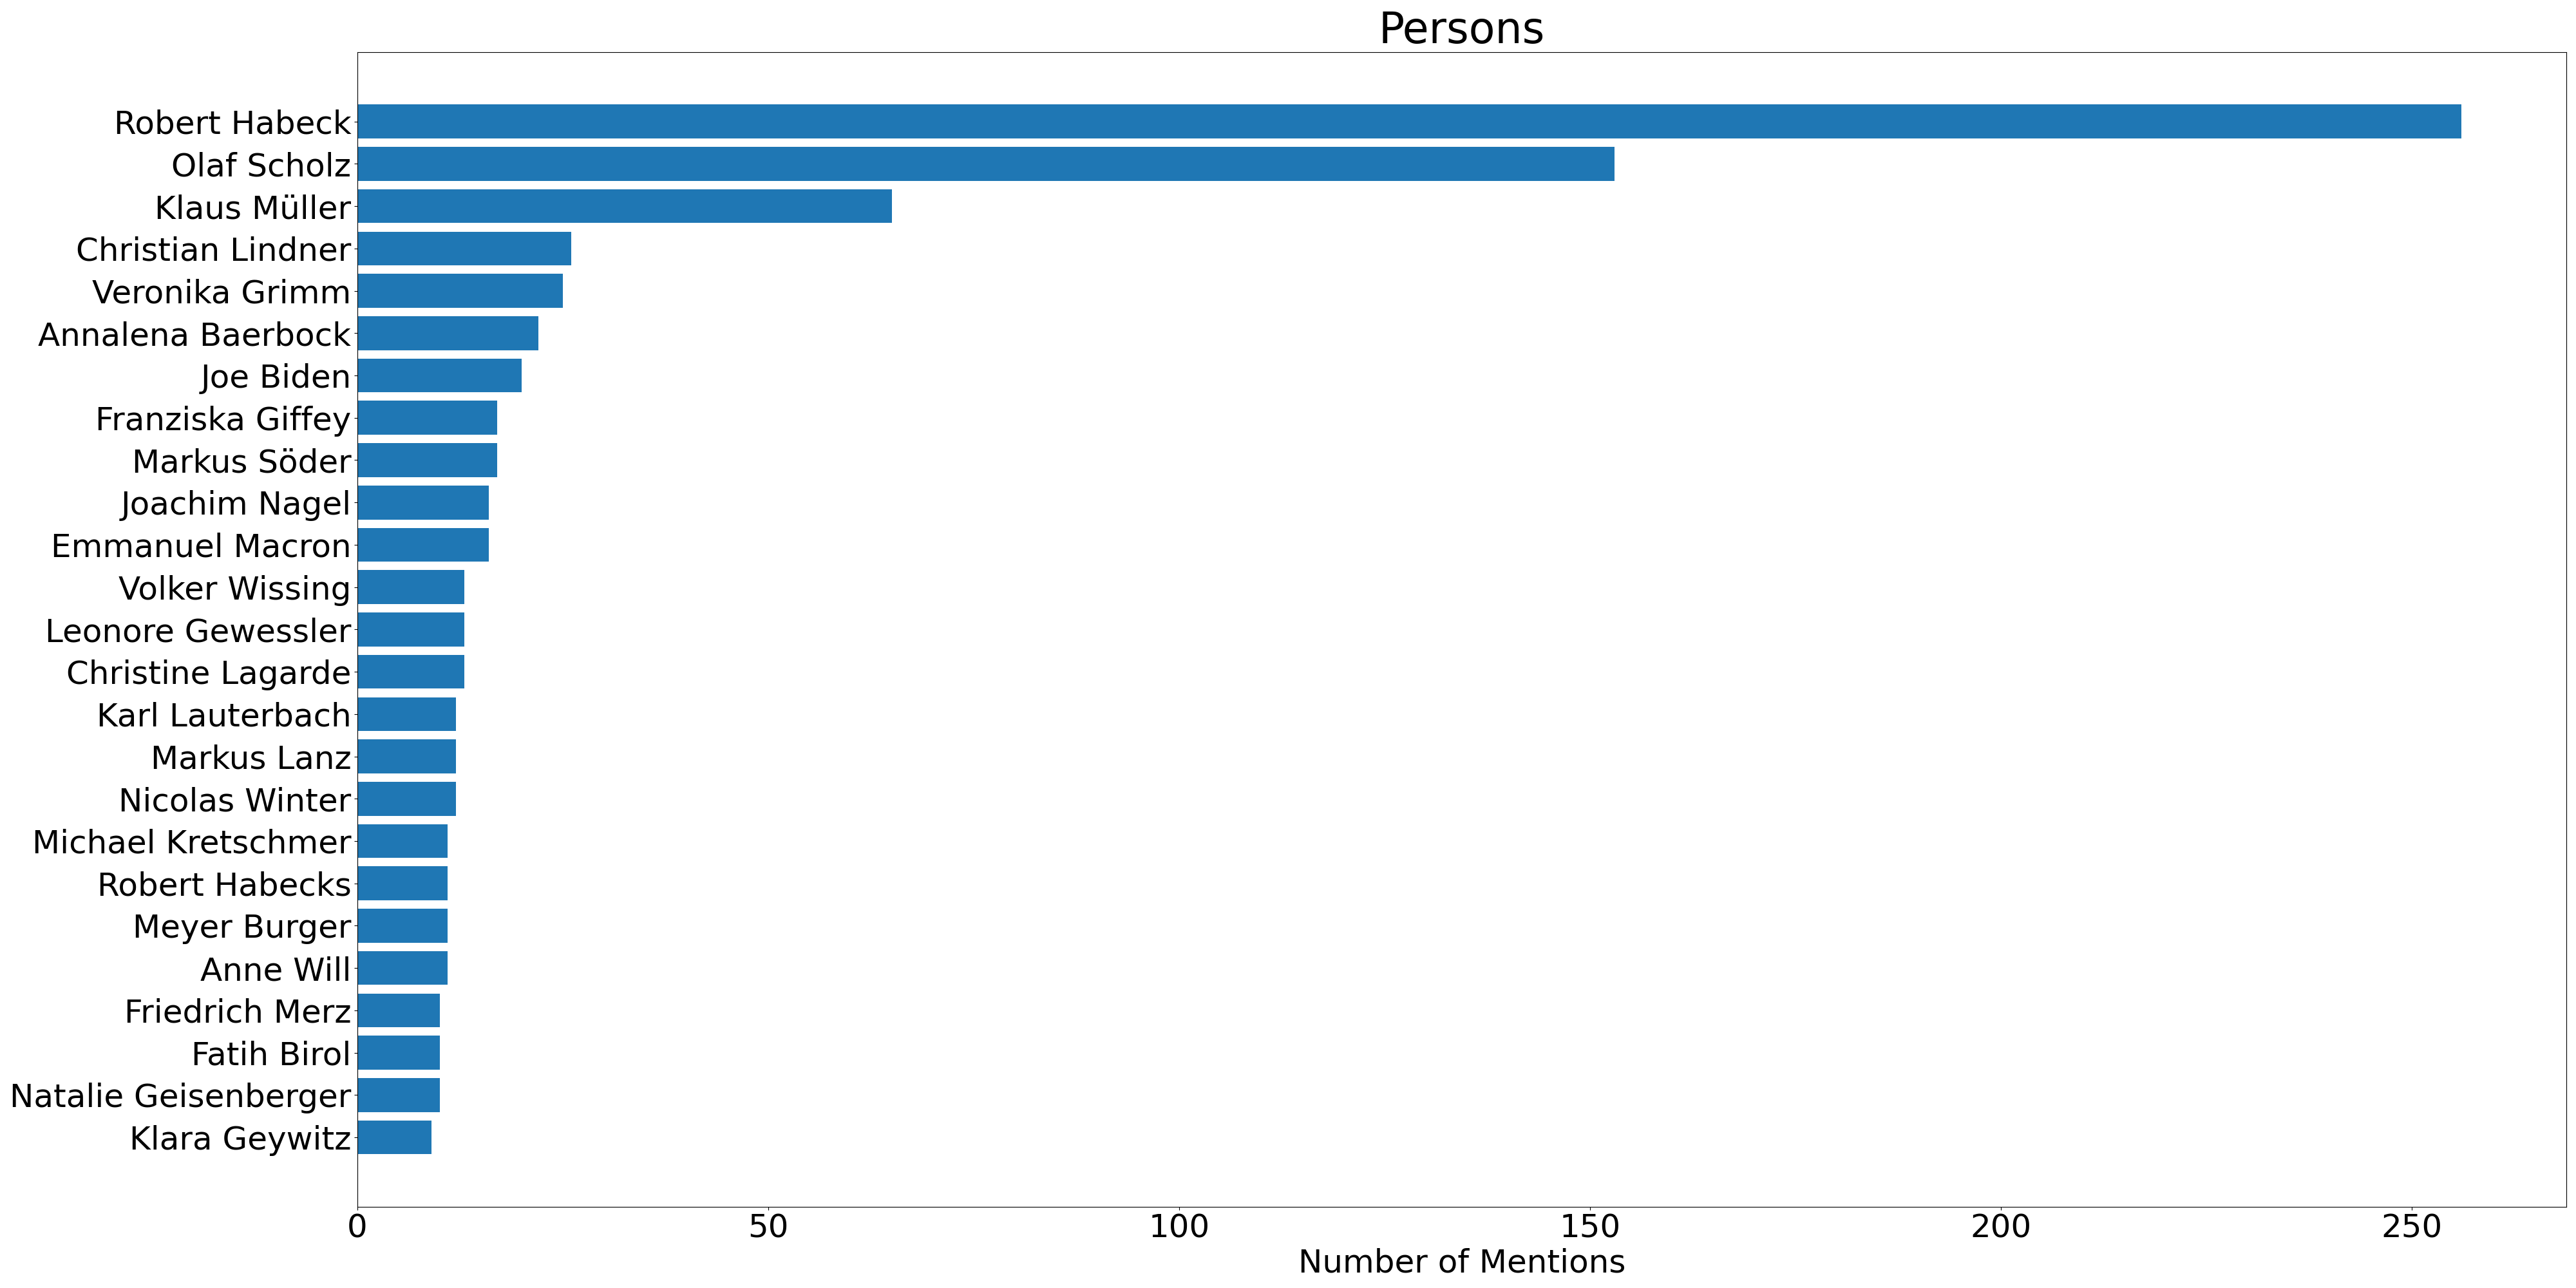 Persons
Robert Habeck
Olaf Scholz
Klaus Müller
Christian Lindner
Veronika Grimm
Annalena Baerbock
Joe Biden
Franziska Giffey
Markus Söder
Joachim Nagel
Emmanuel Macron
Volker Wissing
Leonore Gewessler
Christine Lagarde
Karl Lauterbach
Markus Lanz
Nicolas Winter
Michael Kretschmer
Robert Habecks
Meyer Burger
Anne Will
Friedrich Merz
Fatih Birol
Natalie Geisenberger
Klara Geywitz
0 50 100 150 200 250
Number of Mentions